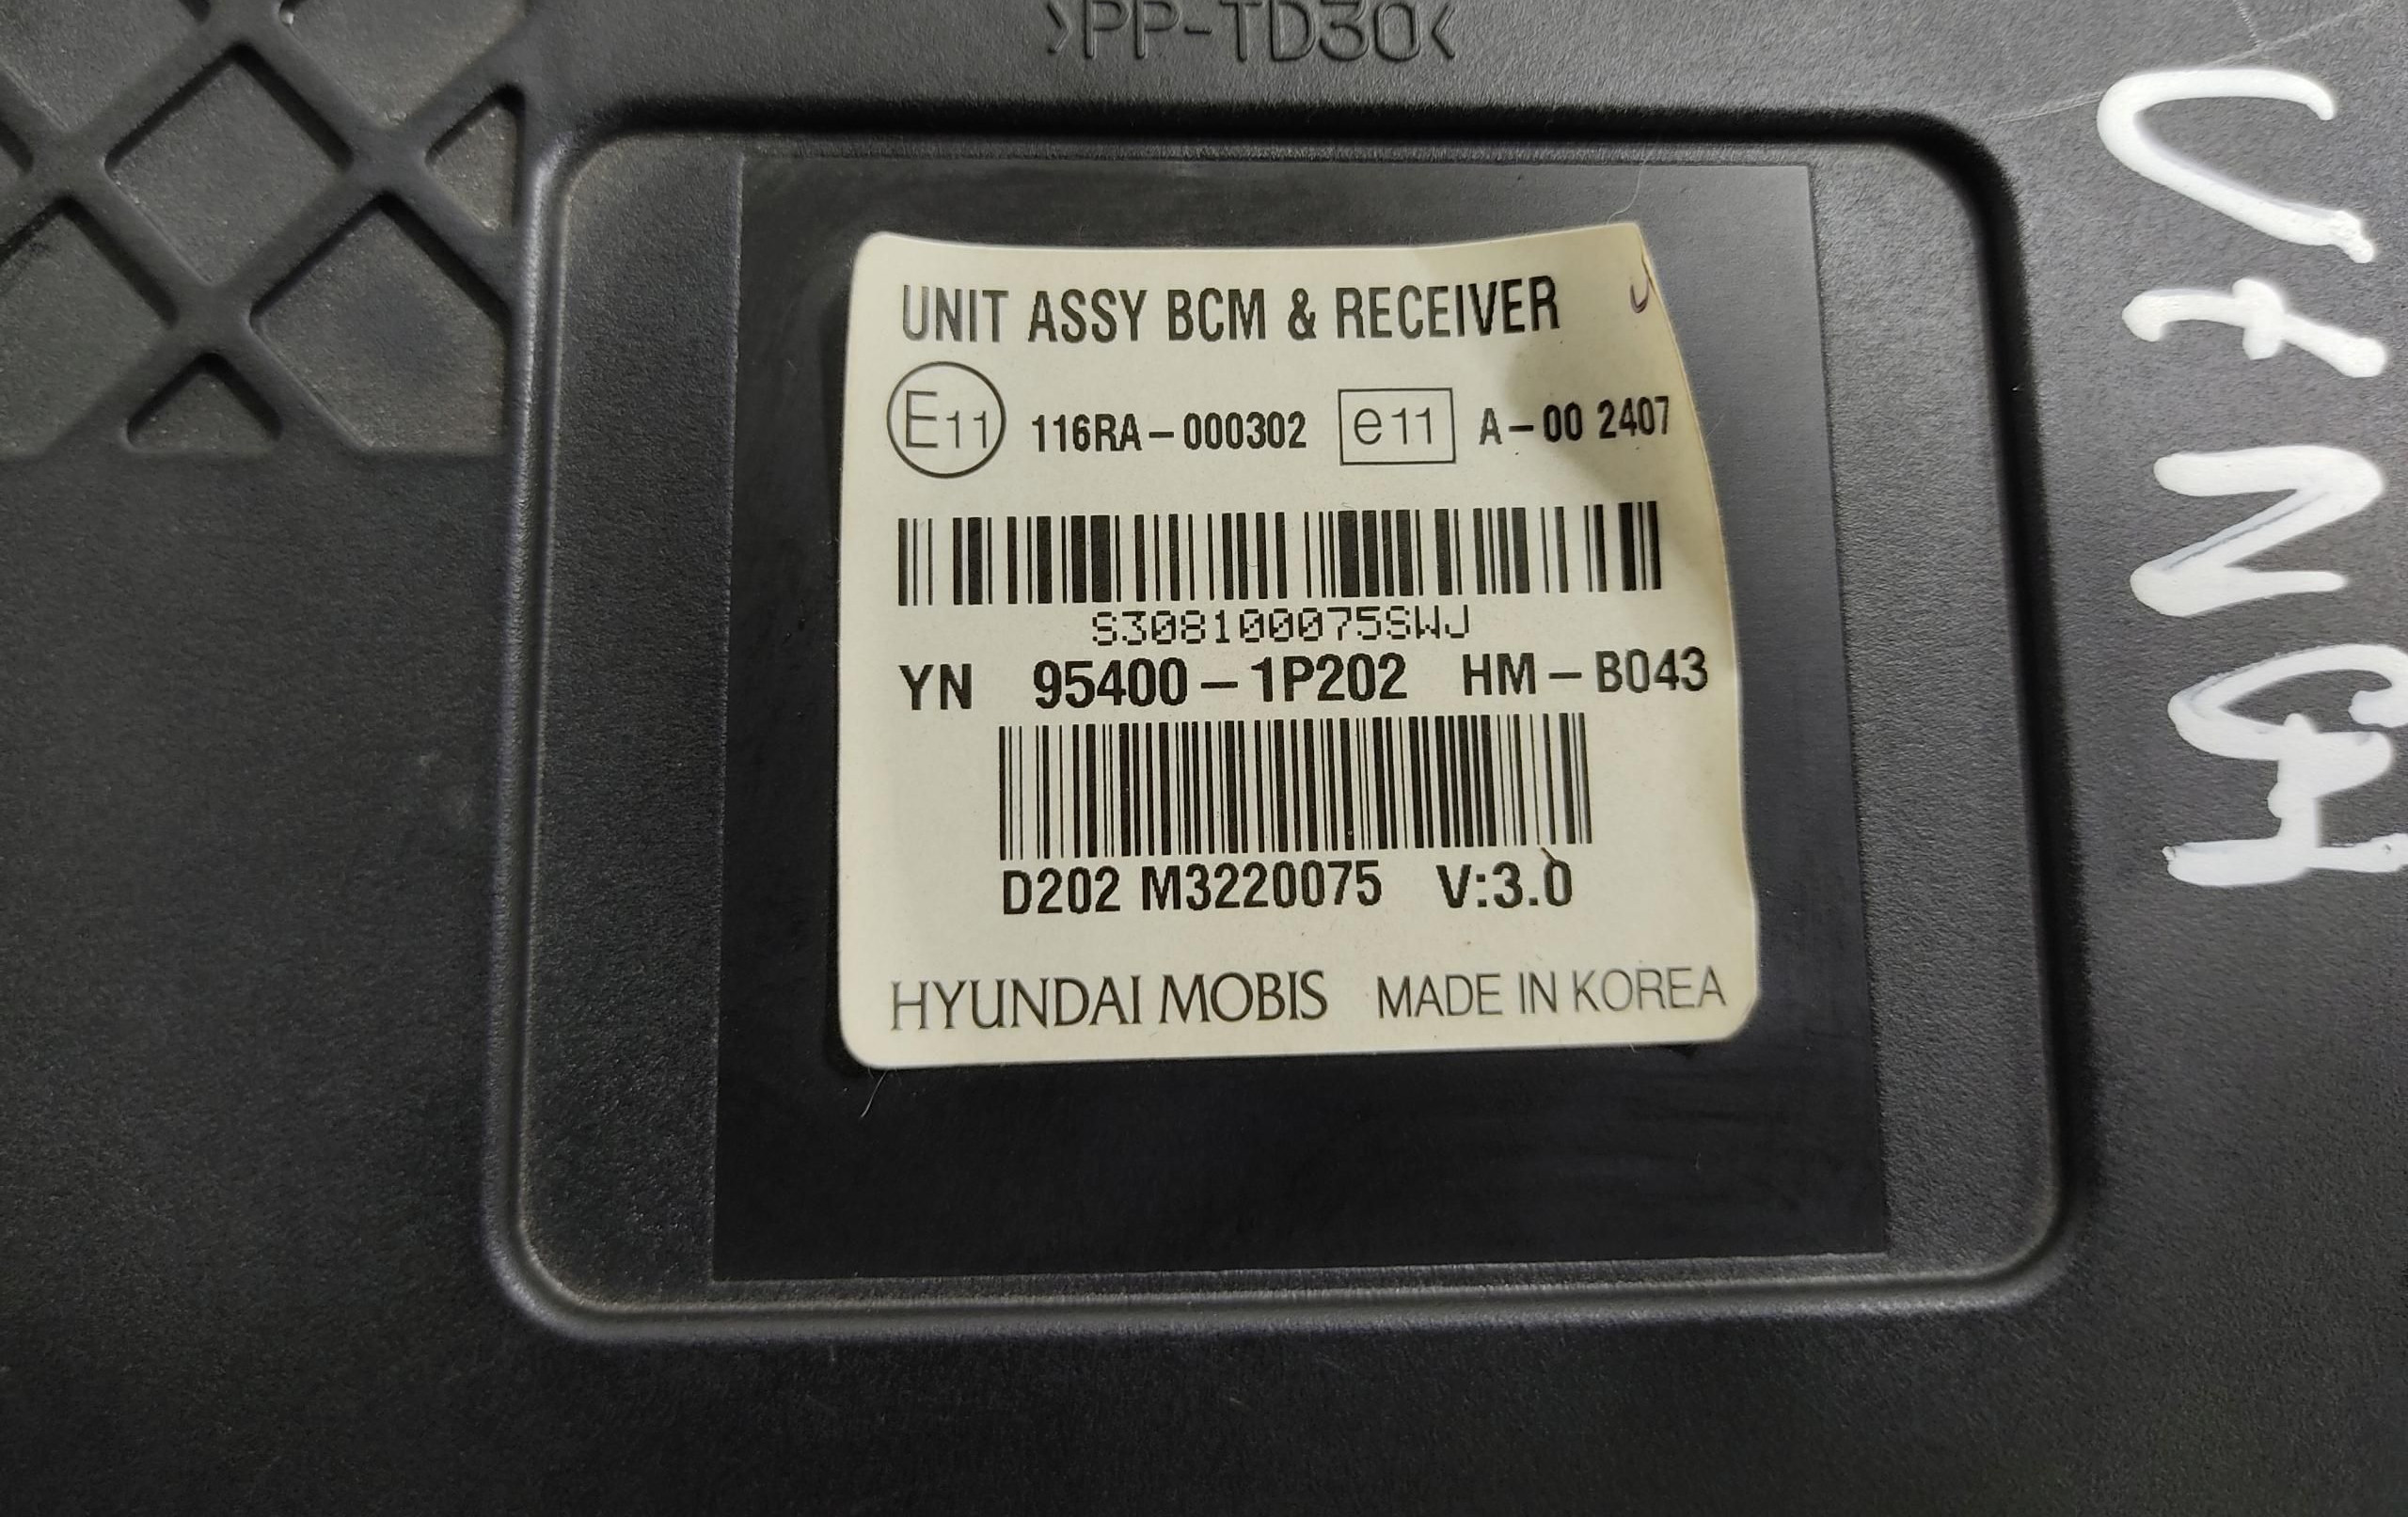 >PP-TD30<
UNIT ASSY BCM & RECEIVER
E11 116RA-000302 e11 A-00 2407
S308100075SWJ
YN 95400-1P202 HM-B043
D202 M3220075 V:3.0
HYUNDAI MOBIS MADE IN KOREA